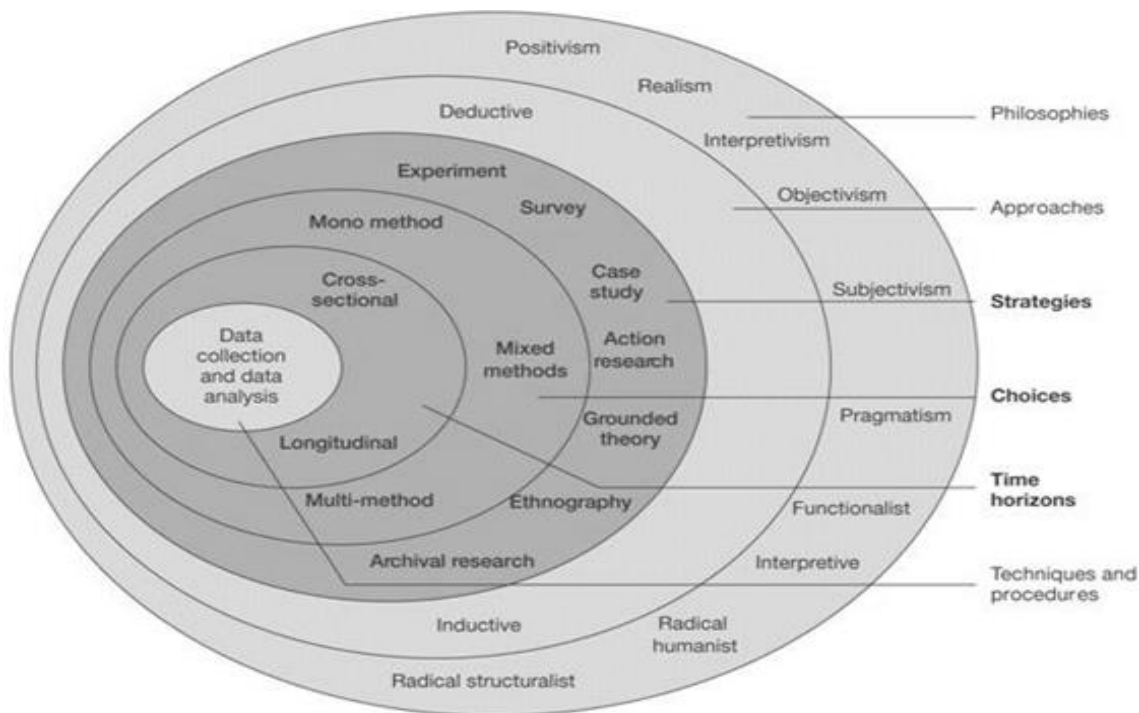 Positivism
Realism
Philosophies
Deductive
Interpretivism
Experiment
Objectivism
Approaches
Survey
Mono method
Case
study
Cross-
sectional
Subjectivism
Strategies
Data
collection
and data
analysis
Mixed
methods
Action
research
Choices
Grounded
theory
Pragmatism
Longitudinal
Time
horizons
Multi-method
Ethnography
Functionalist
Archival research
Interpretive
Techniques and
procedures
Inductive
Radical
humanist
Radical structuralist